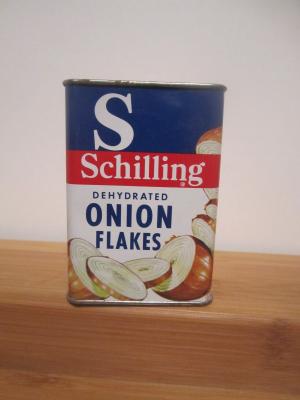 S
Schilling®
DEHYDRATED
ONION
FLAKES